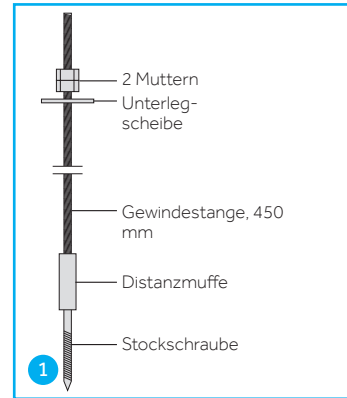 2 Muttern
Unterleg-
scheibe
Gewindestange, 450
mm
Distanzmuffe
Stockschraube
1